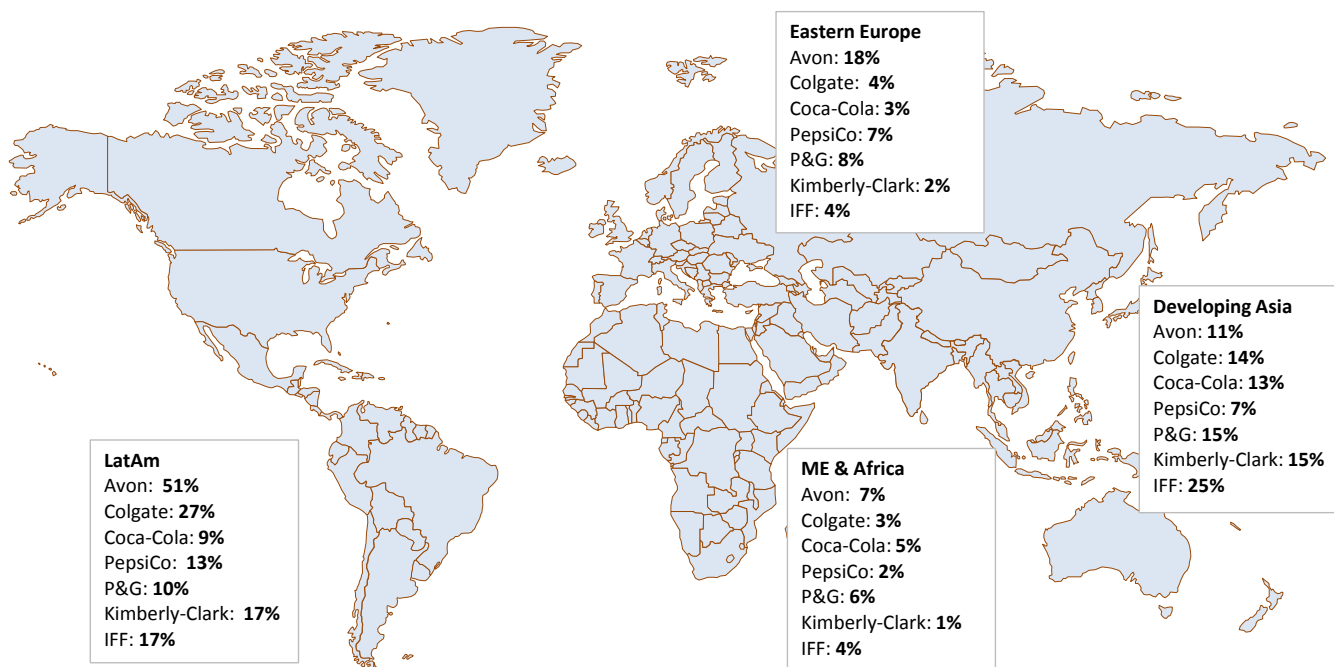 Eastern Europe
Avon: 18%
Colgate: 4%
Coca-Cola: 3%
PepsiCo: 7%
P&G: 8%
Kimberly-Clark: 2%
IFF: 4%
Developing Asia
Avon: 11%
Colgate: 14%
Coca-Cola: 13%
PepsiCo: 7%
P&G: 15%
Kimberly-Clark: 15%
IFF: 25%
LatAm
Avon: 51%
Colgate: 27%
Coca-Cola: 9%
PepsiCo: 13%
P&G: 10%
Kimberly-Clark: 17%
IFF: 17%
ME & Africa
Avon: 7%
Colgate: 3%
Coca-Cola: 5%
PepsiCo: 2%
P&G: 6%
Kimberly-Clark: 1%
IFF: 4%